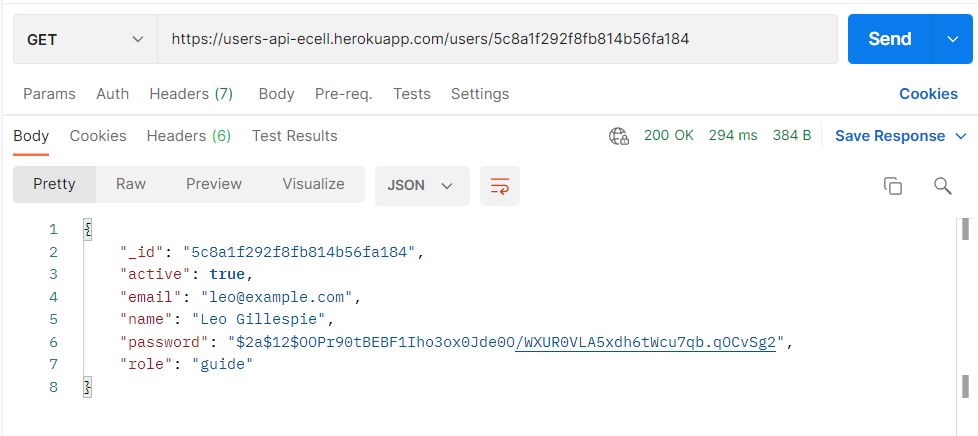 GET https://users-api-ecell.herokuapp.com/users/5c8a1f292f8fb814b56fa184 Send
Params Auth Headers (7) Body Pre-req. Tests Settings Cookies
Body Cookies Headers (6) Test Results 200 OK 294 ms 384 B Save Response
Pretty Raw Preview Visualize JSON
1 {
2 "_id": "5c8a1f292f8fb814b56fa184",
3 "active": true,
4 "email": "leo@example.com",
5 "name": "Leo Gillespie",
6 "password": "$2a$12$OOPr90tBEBF1Iho3ox0Jde0O/WXUR0VLA5xdh6tWcu7qb.qOCvSg2",
7 "role": "guide"
8 }